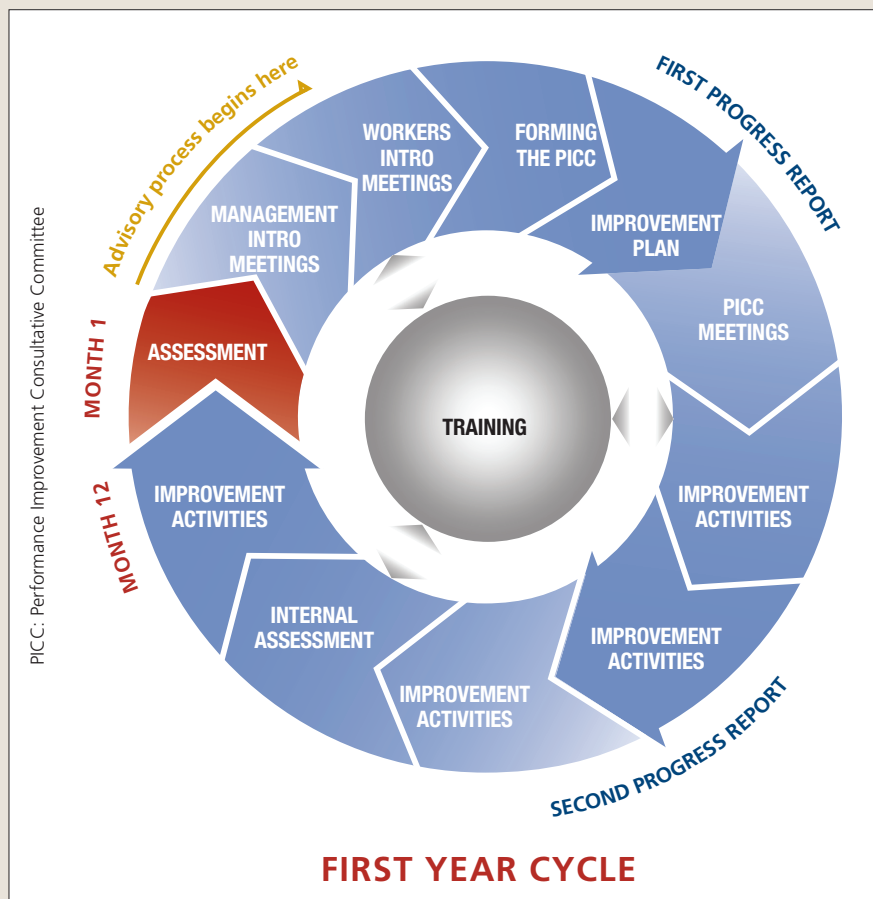 Advisory process begins here
FIRST PROGRESS REPORT
WORKERS
INTRO
MEETINGS
FORMING
THE PICC
MANAGEMENT
INTRO
MEETINGS
IMPROVEMENT
PLAN
PICC
MEETINGS
PICC: Performance Improvement Consultative Committee
MONTH 1
ASSESSMENT
TRAINING
MONTH 12
IMPROVEMENT
ACTIVITIES
IMPROVEMENT
ACTIVITIES
INTERNAL
ASSESSMENT
IMPROVEMENT
ACTIVITIES
IMPROVEMENT
ACTIVITIES
SECOND PROGRESS REPORT
FIRST YEAR CYCLE